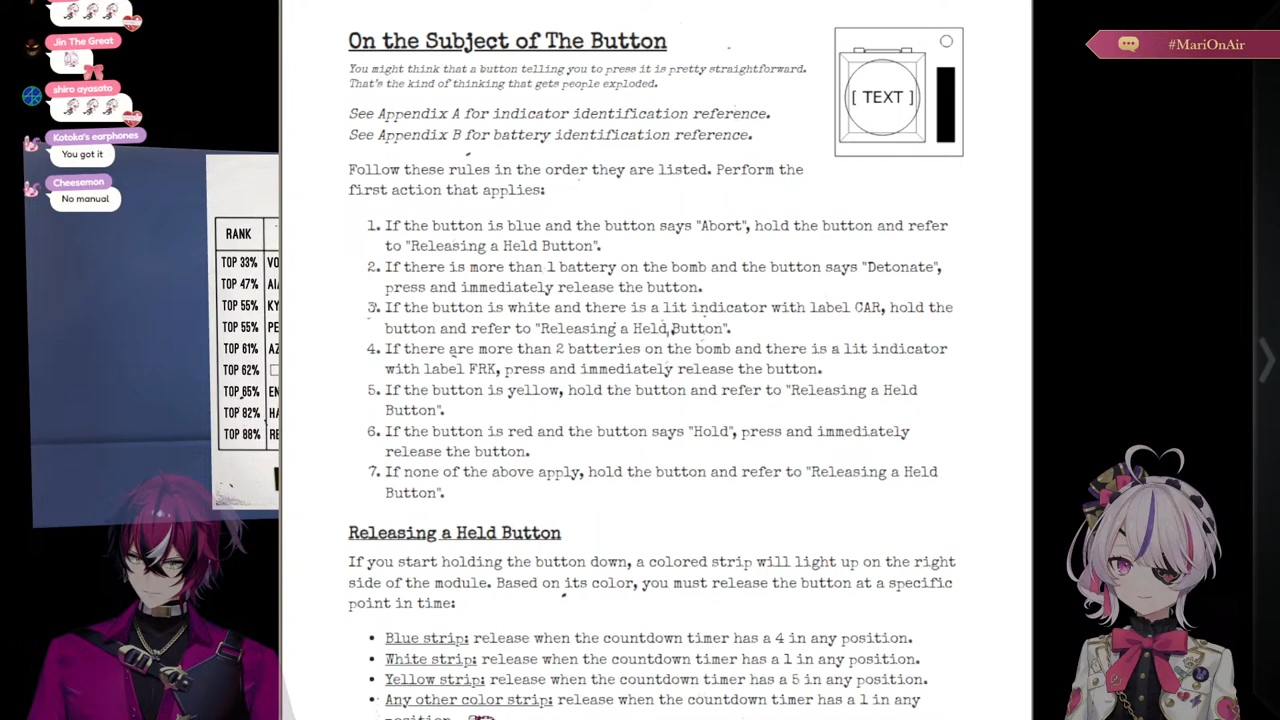 Jin The Great
shiro ayasato
Kotoka's earphones
You got it
Cheesemon
No manual
RANK
TOP 33% VO
TOP 47% AI
TOP 55% KY
TOP 55% PE
TOP 61% AZ
TOP 62%
TOP 65% EN
TOP 82% HA
TOP 88% RE
On the Subject of The Button
You might think that a button telling you to press it is pretty straightforward.
That's the kind of thinking that gets people exploded.
See Appendix A for indicator identification reference.
See Appendix B for battery identification reference.
Follow these rules in the order they are listed. Perform the
first action that applies:
1. If the button is blue and the button says "Abort", hold the button and refer
to "Releasing a Held Button".
2. If there is more than 1 battery on the bomb and the button says "Detonate",
press and immediately release the button.
3. If the button is white and there is a lit indicator with label CAR, hold the
button and refer to "Releasing a Held Button".
4. If there are more than 2 batteries on the bomb and there is a lit indicator
with label FRK, press and immediately release the button.
5. If the button is yellow, hold the button and refer to "Releasing a Held
Button".
6. If the button is red and the button says "Hold", press and immediately
release the button.
7. If none of the above apply, hold the button and refer to "Releasing a Held
Button".
Releasing a Held Button
If you start holding the button down, a colored strip will light up on the right
side of the module. Based on its color, you must release the button at a specific
point in time:
• Blue strip: release when the countdown timer has a 4 in any position.
• White strip: release when the countdown timer has a 1 in any position.
• Yellow strip: release when the countdown timer has a 5 in any position.
• Any other color strip: release when the countdown timer has a 1 in any
position.
[ TEXT ]
#MariOnAir